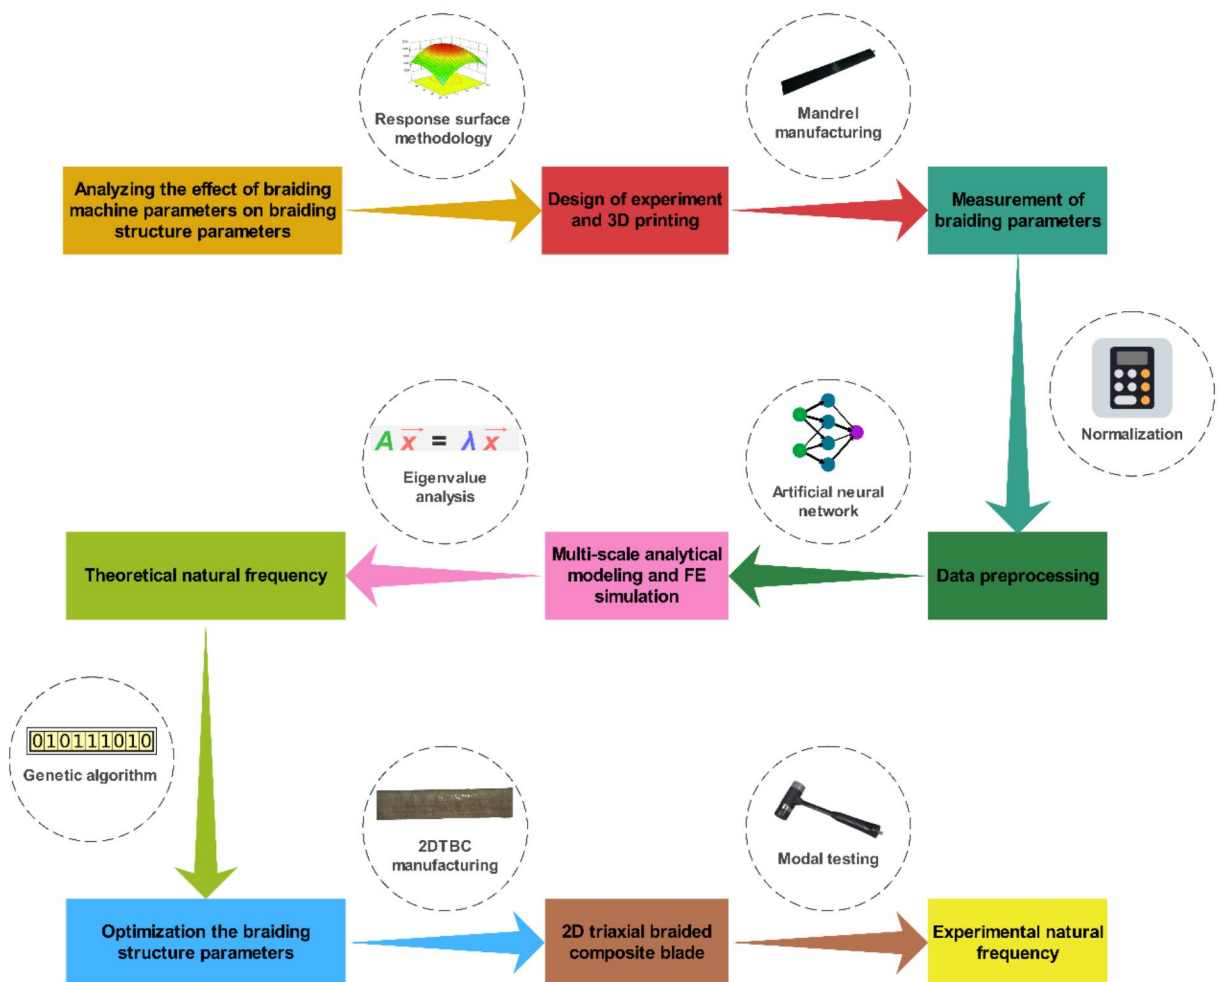 Response surface
methodology
Mandrel
manufacturing
Analyzing the effect of braiding
machine parameters on braiding
structure parameters
Design of experiment
and 3D printing
Measurement of
braiding parameters
Normalization
A x = λ x
Eigenvalue
analysis
Artificial neural
network
Theoretical natural frequency
Multi-scale analytical
modeling and FE
simulation
Data preprocessing
010111010
Genetic algorithm
2DTBC
manufacturing
Modal testing
Optimization the braiding
structure parameters
2D triaxial braided
composite blade
Experimental natural
frequency